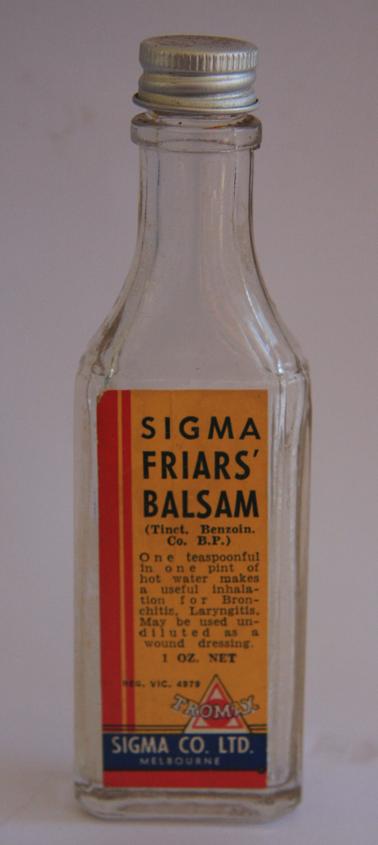 SIGMA
FRIARS'
BALSAM
(Tinct. Benzoin.
Co. B.P.)
One teaspoonful
in one pint of
hot water makes
a useful inhala-
tion for Bron-
chitis, Laryngitis.
May be used un-
diluted as a
wound dressing.
1 OZ. NET
REG. VIC. 4979
TROMAX
SIGMA CO. LTD.
MELBOURNE